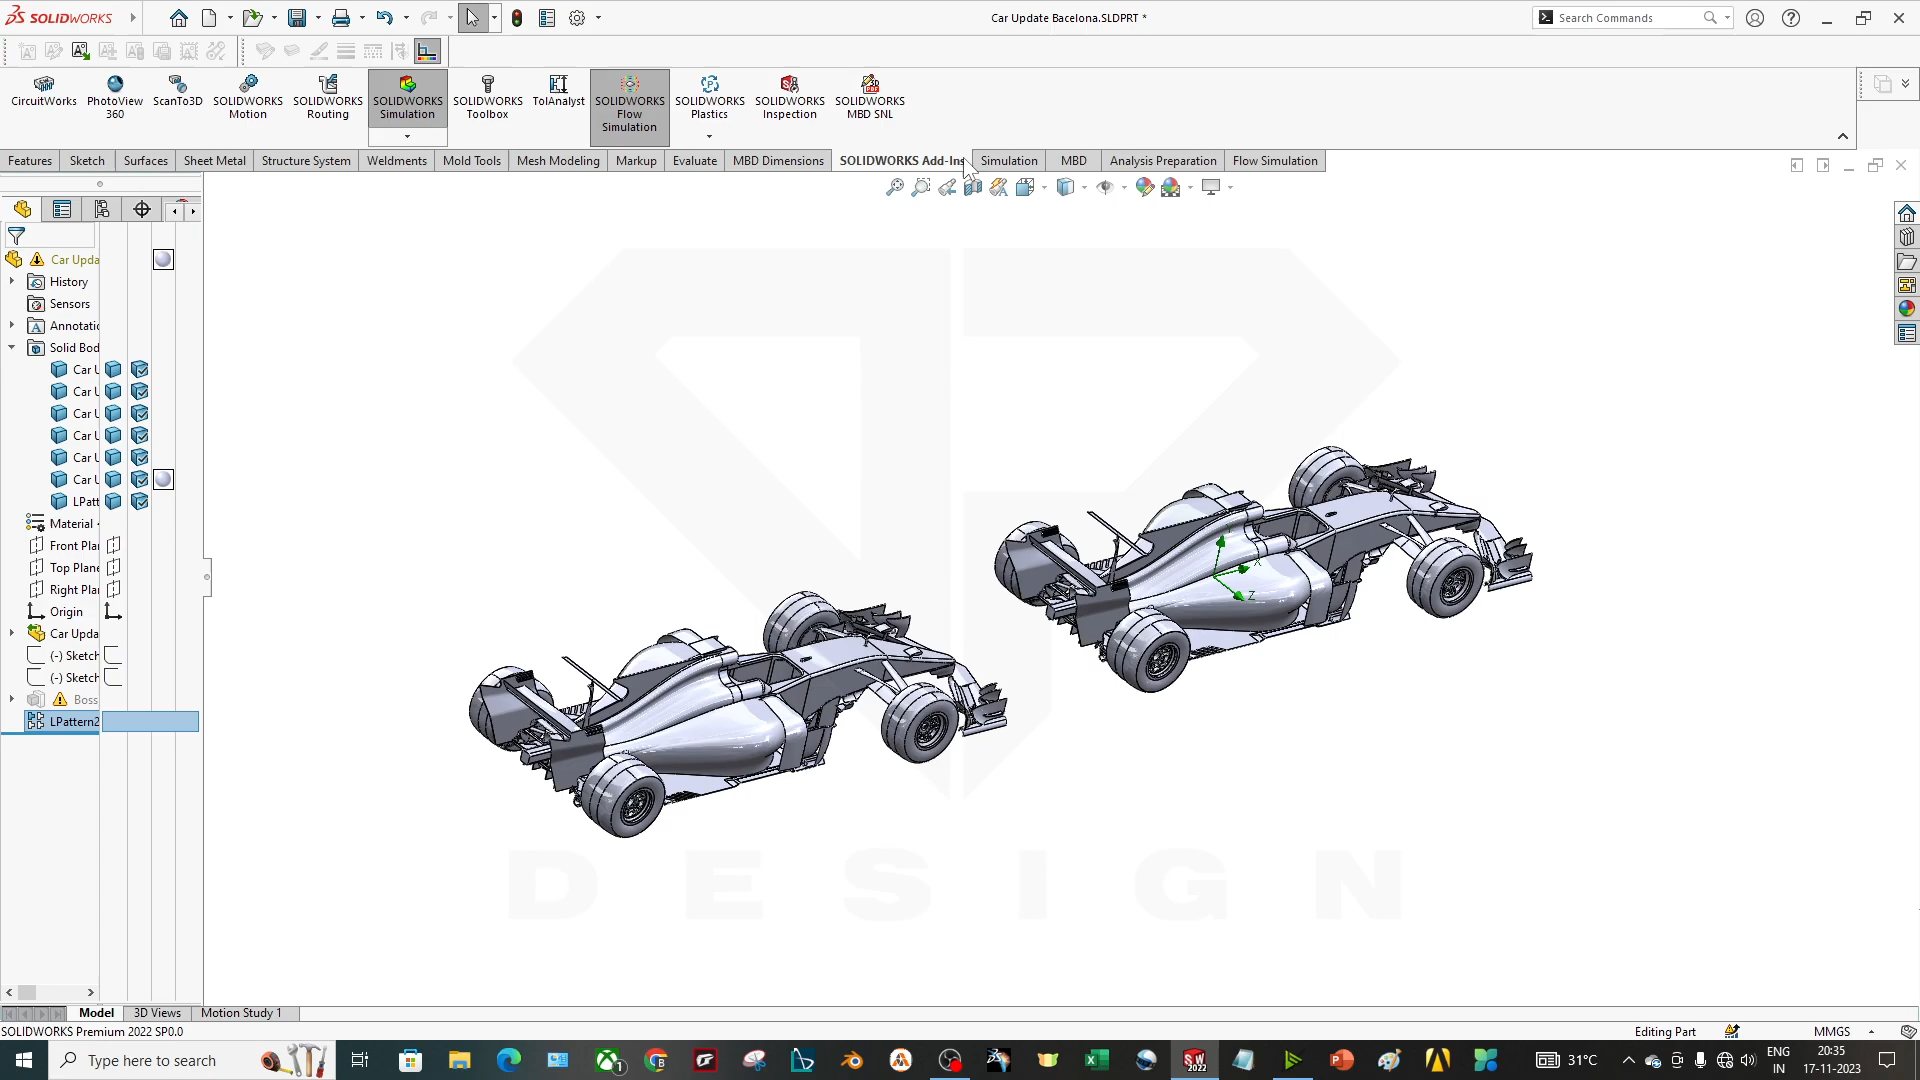 SOLIDWORKS
Car Update Bacelona.SLDPRT *
Search Commands
CircuitWorks
PhotoView 360
ScanTo3D
SOLIDWORKS Motion
SOLIDWORKS Routing
SOLIDWORKS Simulation
SOLIDWORKS Toolbox
TolAnalyst
SOLIDWORKS Flow Simulation
SOLIDWORKS Plastics
SOLIDWORKS Inspection
SOLIDWORKS MBD SNL
Features
Sketch
Surfaces
Sheet Metal
Structure System
Weldments
Mold Tools
Mesh Modeling
Markup
Evaluate
MBD Dimensions
SOLIDWORKS Add-Ins
Simulation
MBD
Analysis Preparation
Flow Simulation
Car Upda
History
Sensors
Annotatic
Solid Bod
Car U
Car U
Car U
Car U
Car U
Car U
LPatt
Material
Front Plan
Top Plane
Right Plan
Origin
Car Upda
(-) Sketch
(-) Sketch
Boss
LPattern2
X
Z
DESIGN
Model
3D Views
Motion Study 1
SOLIDWORKS Premium 2022 SP0.0
Editing Part
MMGS
Type here to search
31°C
ENG
IN
20:35
17-11-2023